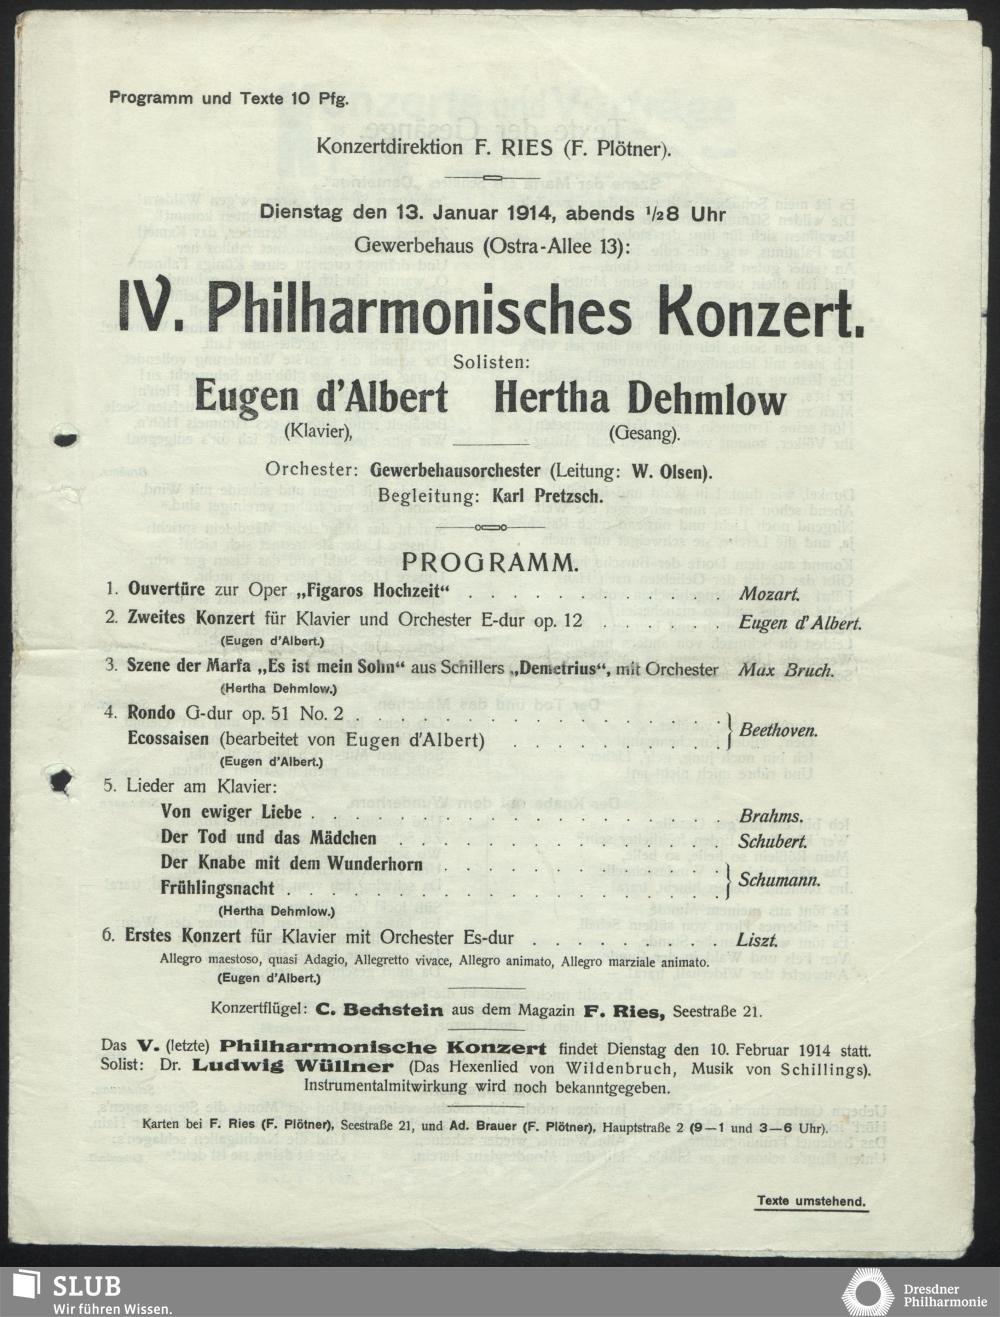 Programm und Texte 10 Pfg.
Konzertdirektion F. RIES (F. Plötner).
Dienstag den 13. Januar 1914, abends ½8 Uhr
Gewerbehaus (Ostra-Allee 13):
IV. Philharmonisches Konzert.
Solisten:
Eugen d'Albert Hertha Dehmlow
(Klavier), (Gesang).
Orchester: Gewerbehausorchester (Leitung: W. Olsen).
Begleitung: Karl Pretzsch.
PROGRAMM.
1. Ouvertüre zur Oper „Figaros Hochzeit“ . . . . . . . . Mozart.
2. Zweites Konzert für Klavier und Orchester E-dur op. 12 . . . . . . Eugen d'Albert.
(Eugen d'Albert.)
3. Szene der Marfa „Es ist mein Sohn“ aus Schillers „Demetrius“, mit Orchester Max Bruch.
(Hertha Dehmlow.)
4. Rondo G-dur op. 51 No. 2 . . . . . . . . . . . . . . . .
Ecossaisen (bearbeitet von Eugen d'Albert) . . . . . . . . . } Beethoven.
(Eugen d'Albert.)
5. Lieder am Klavier:
Von ewiger Liebe . . . . . . . . . . . . . . . . . Brahms.
Der Tod und das Mädchen . . . . . . . . . . . . . Schubert.
Der Knabe mit dem Wunderhorn . . . . . . . . . . .
Frühlingsnacht . . . . . . . . . . . . . . . . . . } Schumann.
(Hertha Dehmlow.)
6. Erstes Konzert für Klavier mit Orchester Es-dur . . . . . . . . . Liszt.
Allegro maestoso, quasi Adagio, Allegretto vivace, Allegro animato, Allegro marziale animato.
(Eugen d'Albert.)
Konzertflügel: C. Bechstein aus dem Magazin F. Ries, Seestraße 21.
Das V. (letzte) Philharmonische Konzert findet Dienstag den 10. Februar 1914 statt.
Solist: Dr. Ludwig Wüllner (Das Hexenlied von Wildenbruch, Musik von Schillings).
Instrumentalmitwirkung wird noch bekanntgegeben.
Karten bei F. Ries (F. Plötner), Seestraße 21, und Ad. Brauer (F. Plötner), Hauptstraße 2 (9—1 und 3—6 Uhr).
Texte umstehend.
SLUB
Wir führen Wissen.
Dresdner
Philharmonie